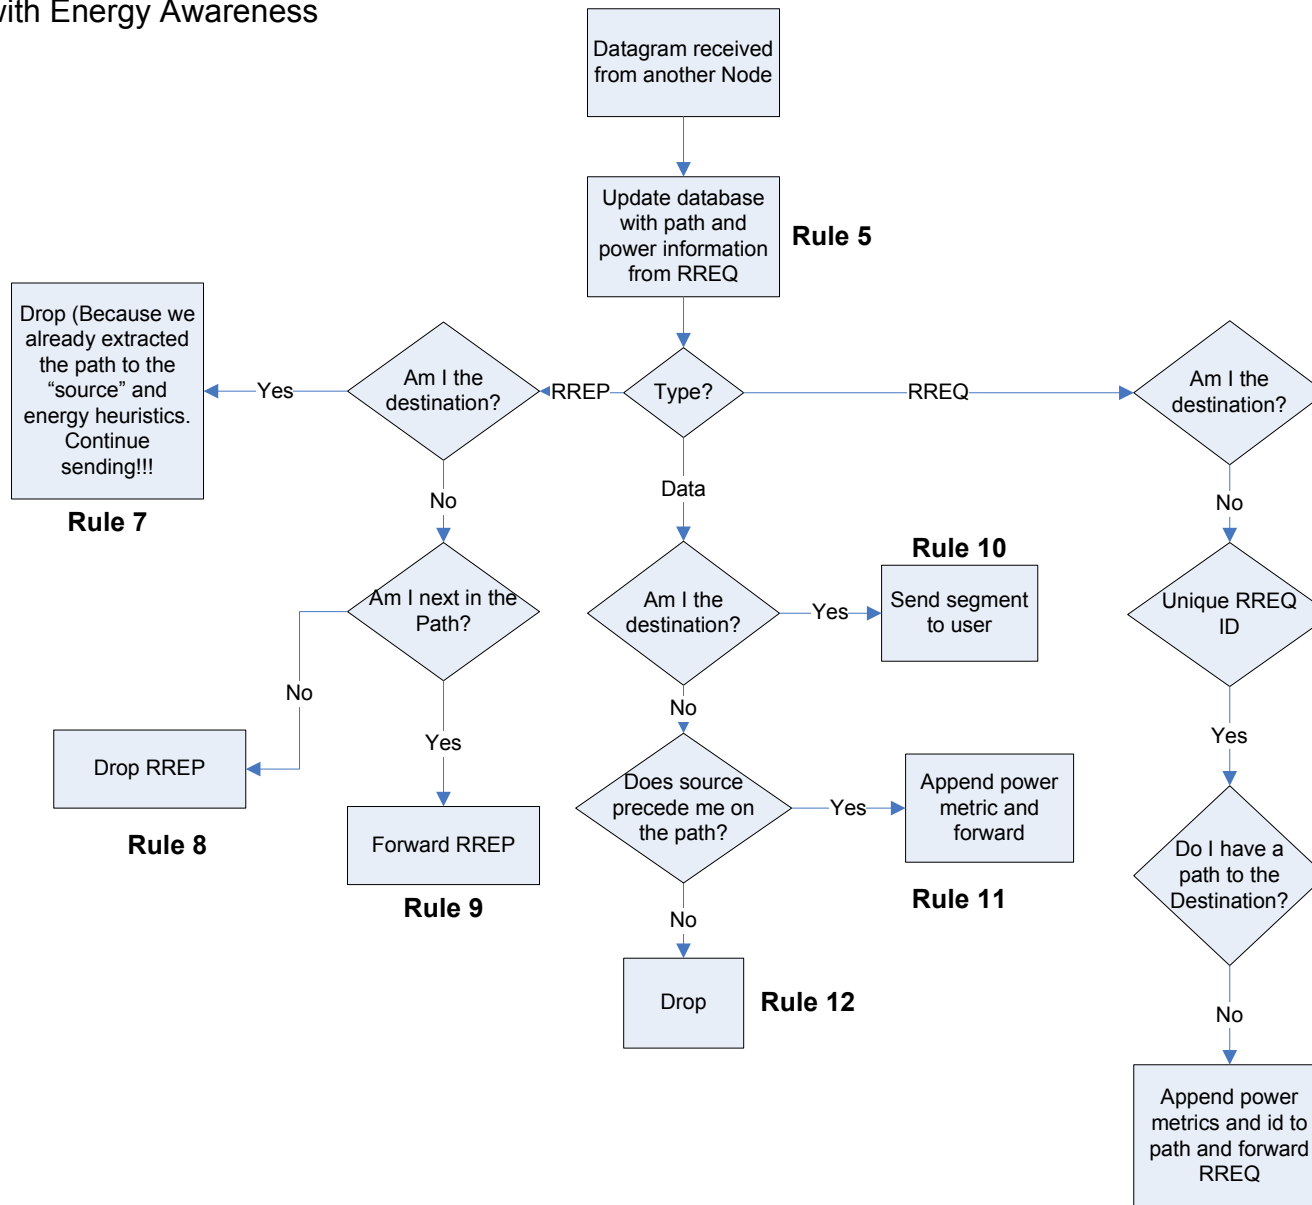 with Energy Awareness
Datagram received
from another Node
Update database
with path and
power information
from RREQ
Rule 5
Drop (Because we
already extracted
the path to the
“source” and
energy heuristics.
Continue
sending!!!
Rule 7
Yes
Am I the
destination?
RREP
Type?
RREQ
Am I the
destination?
No
Data
No
Am I next in the
Path?
Am I the
destination?
Yes
Rule 10
Send segment
to user
Unique RREQ
ID
No
No
Yes
Yes
Drop RREP
Rule 8
Forward RREP
Rule 9
Does source
precede me on
the path?
Yes
Append power
metric and
forward
Rule 11
Do I have a
path to the
Destination?
No
Drop
Rule 12
No
Append power
metrics and id to
path and forward
RREQ